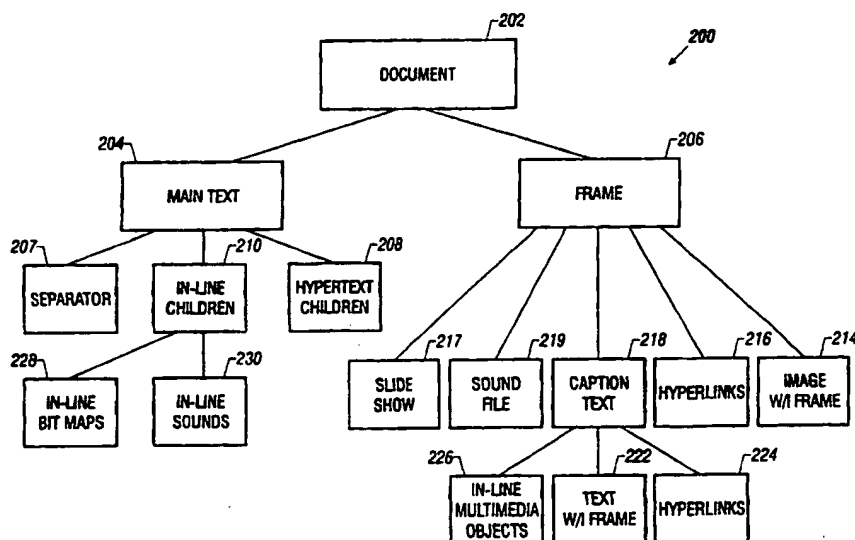 202
200
DOCUMENT
204
206
MAIN TEXT
FRAME
207
210
208
SEPARATOR
IN-LINE
CHILDREN
HYPERTEXT
CHILDREN
217
219
218
216
214
SLIDE
SHOW
SOUND
FILE
CAPTION
TEXT
HYPERLINKS
IMAGE
W/I FRAME
228
230
IN-LINE
BIT MAPS
IN-LINE
SOUNDS
226
222
224
IN-LINE
MULTIMEDIA
OBJECTS
TEXT
W/I FRAME
HYPERLINKS